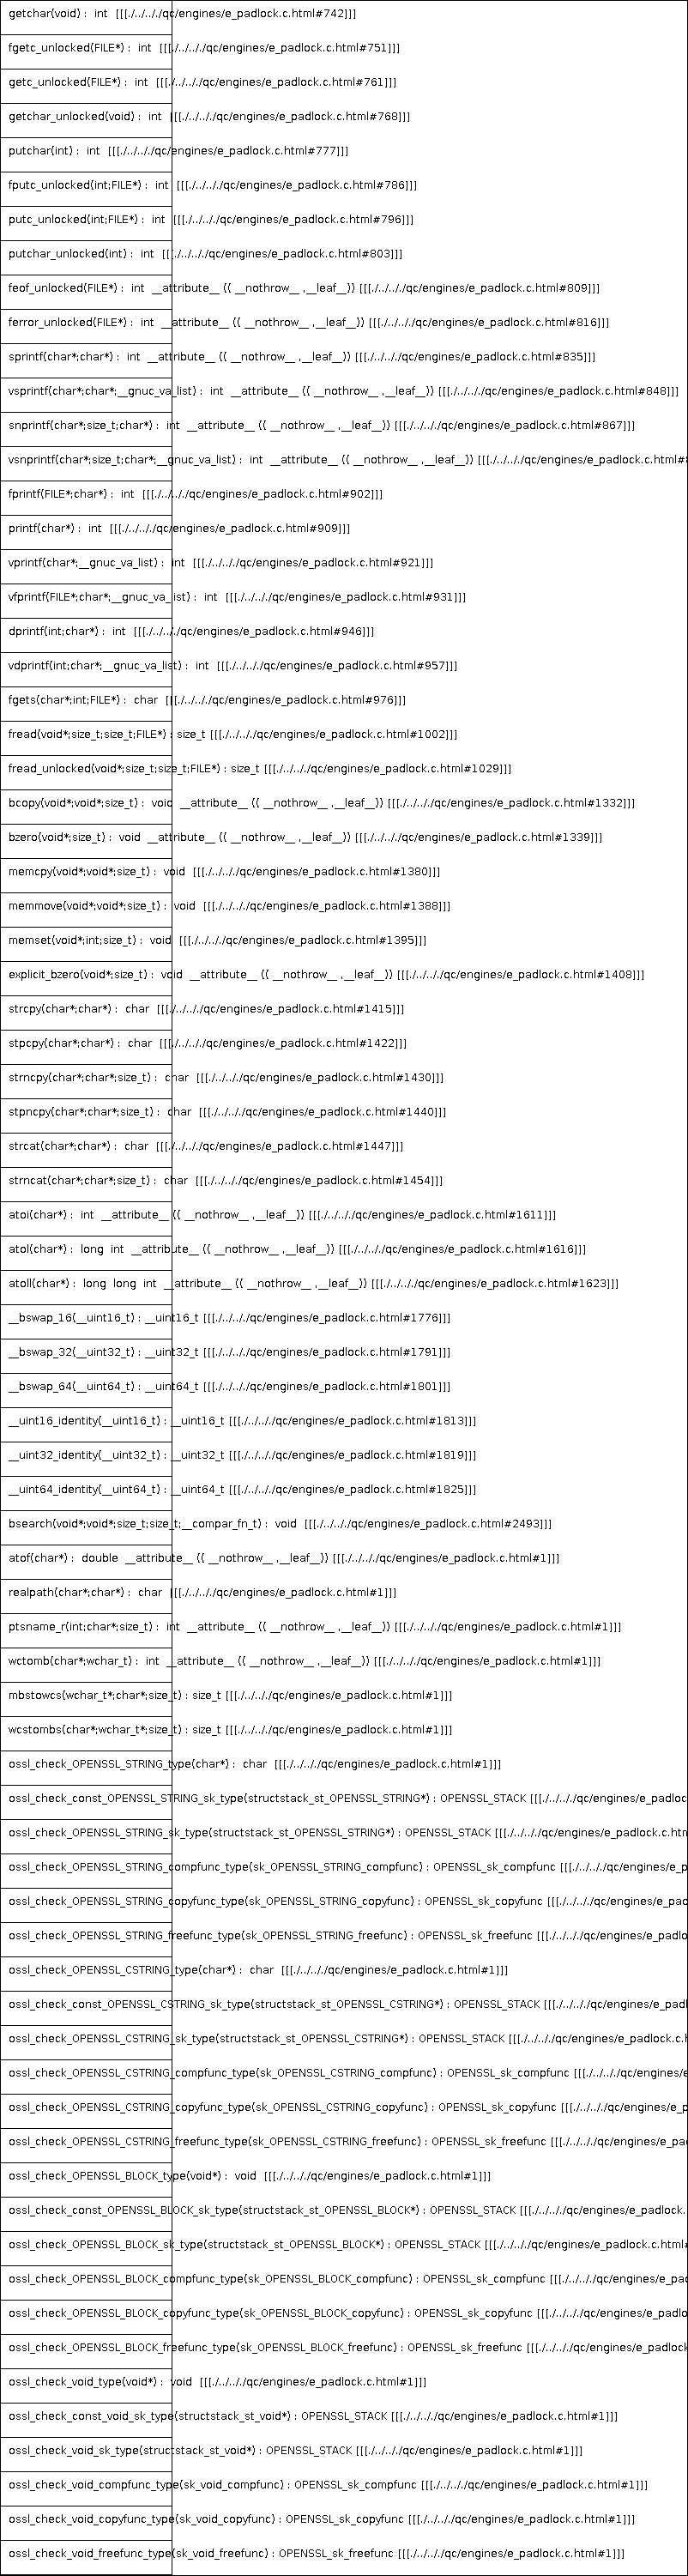 getchar(void) : int [[[./../.././qc/engines/e_padlock.c.html#742]]]
fgetc_unlocked(FILE*) : int [[[./../.././qc/engines/e_padlock.c.html#751]]]
getc_unlocked(FILE*) : int [[[./../.././qc/engines/e_padlock.c.html#761]]]
getchar_unlocked(void) : int [[[./../.././qc/engines/e_padlock.c.html#768]]]
putchar(int) : int [[[./../.././qc/engines/e_padlock.c.html#777]]]
fputc_unlocked(int;FILE*) : int [[[./../.././qc/engines/e_padlock.c.html#786]]]
putc_unlocked(int;FILE*) : int [[[./../.././qc/engines/e_padlock.c.html#796]]]
putchar_unlocked(int) : int [[[./../.././qc/engines/e_padlock.c.html#803]]]
feof_unlocked(FILE*) : int __attribute__ (( __nothrow__ ,__leaf__)) [[[./../.././qc/engines/e_padlock.c.html#809]]]
ferror_unlocked(FILE*) : int __attribute__ (( __nothrow__ ,__leaf__)) [[[./../.././qc/engines/e_padlock.c.html#816]]]
sprintf(char*;char*) : int __attribute__ (( __nothrow__ ,__leaf__)) [[[./../.././qc/engines/e_padlock.c.html#835]]]
vsprintf(char*;char*;__gnuc_va_list) : int __attribute__ (( __nothrow__ ,__leaf__)) [[[./../.././qc/engines/e_padlock.c.html#848]]]
snprintf(char*;size_t;char*) : int __attribute__ (( __nothrow__ ,__leaf__)) [[[./../.././qc/engines/e_padlock.c.html#867]]]
vsnprintf(char*;size_t;char*;__gnuc_va_list) : int __attribute__ (( __nothrow__ ,__leaf__)) [[[./../.././qc/engines/e_padlock.c.html#
fprintf(FILE*;char*) : int [[[./../.././qc/engines/e_padlock.c.html#902]]]
printf(char*) : int [[[./../.././qc/engines/e_padlock.c.html#909]]]
vprintf(char*;__gnuc_va_list) : int [[[./../.././qc/engines/e_padlock.c.html#921]]]
vfprintf(FILE*;char*;__gnuc_va_list) : int [[[./../.././qc/engines/e_padlock.c.html#931]]]
dprintf(int;char*) : int [[[./../.././qc/engines/e_padlock.c.html#946]]]
vdprintf(int;char*;__gnuc_va_list) : int [[[./../.././qc/engines/e_padlock.c.html#957]]]
fgets(char*;int;FILE*) : char [[[./../.././qc/engines/e_padlock.c.html#976]]]
fread(void*;size_t;size_t;FILE*) : size_t [[[./../.././qc/engines/e_padlock.c.html#1002]]]
fread_unlocked(void*;size_t;size_t;FILE*) : size_t [[[./../.././qc/engines/e_padlock.c.html#1029]]]
bcopy(void*;void*;size_t) : void __attribute__ (( __nothrow__ ,__leaf__)) [[[./../.././qc/engines/e_padlock.c.html#1332]]]
bzero(void*;size_t) : void __attribute__ (( __nothrow__ ,__leaf__)) [[[./../.././qc/engines/e_padlock.c.html#1339]]]
memcpy(void*;void*;size_t) : void [[[./../.././qc/engines/e_padlock.c.html#1380]]]
memmove(void*;void*;size_t) : void [[[./../.././qc/engines/e_padlock.c.html#1388]]]
memset(void*;int;size_t) : void [[[./../.././qc/engines/e_padlock.c.html#1395]]]
explicit_bzero(void*;size_t) : void __attribute__ (( __nothrow__ ,__leaf__)) [[[./../.././qc/engines/e_padlock.c.html#1408]]]
strcpy(char*;char*) : char [[[./../.././qc/engines/e_padlock.c.html#1415]]]
stpcpy(char*;char*) : char [[[./../.././qc/engines/e_padlock.c.html#1422]]]
strncpy(char*;char*;size_t) : char [[[./../.././qc/engines/e_padlock.c.html#1430]]]
stpncpy(char*;char*;size_t) : char [[[./../.././qc/engines/e_padlock.c.html#1440]]]
strcat(char*;char*) : char [[[./../.././qc/engines/e_padlock.c.html#1447]]]
strncat(char*;char*;size_t) : char [[[./../.././qc/engines/e_padlock.c.html#1454]]]
atoi(char*) : int __attribute__ (( __nothrow__ ,__leaf__)) [[[./../.././qc/engines/e_padlock.c.html#1611]]]
atol(char*) : long int __attribute__ (( __nothrow__ ,__leaf__)) [[[./../.././qc/engines/e_padlock.c.html#1616]]]
atoll(char*) : long long int __attribute__ (( __nothrow__ ,__leaf__)) [[[./../.././qc/engines/e_padlock.c.html#1623]]]
__bswap_16(__uint16_t) : __uint16_t [[[./../.././qc/engines/e_padlock.c.html#1776]]]
__bswap_32(__uint32_t) : __uint32_t [[[./../.././qc/engines/e_padlock.c.html#1791]]]
__bswap_64(__uint64_t) : __uint64_t [[[./../.././qc/engines/e_padlock.c.html#1801]]]
__uint16_identity(__uint16_t) : __uint16_t [[[./../.././qc/engines/e_padlock.c.html#1813]]]
__uint32_identity(__uint32_t) : __uint32_t [[[./../.././qc/engines/e_padlock.c.html#1819]]]
__uint64_identity(__uint64_t) : __uint64_t [[[./../.././qc/engines/e_padlock.c.html#1825]]]
bsearch(void*;void*;size_t;size_t;__compar_fn_t) : void [[[./../.././qc/engines/e_padlock.c.html#2493]]]
atof(char*) : double __attribute__ (( __nothrow__ ,__leaf__)) [[[./../.././qc/engines/e_padlock.c.html#1]]]
realpath(char*;char*) : char [[[./../.././qc/engines/e_padlock.c.html#1]]]
ptsname_r(int;char*;size_t) : int __attribute__ (( __nothrow__ ,__leaf__)) [[[./../.././qc/engines/e_padlock.c.html#1]]]
wctomb(char*;wchar_t) : int __attribute__ (( __nothrow__ ,__leaf__)) [[[./../.././qc/engines/e_padlock.c.html#1]]]
mbstowcs(wchar_t*;char*;size_t) : size_t [[[./../.././qc/engines/e_padlock.c.html#1]]]
wcstombs(char*;wchar_t*;size_t) : size_t [[[./../.././qc/engines/e_padlock.c.html#1]]]
ossl_check_OPENSSL_STRING_type(char*) : char [[[./../.././qc/engines/e_padlock.c.html#1]]]
ossl_check_const_OPENSSL_STRING_sk_type(structstack_st_OPENSSL_STRING*) : OPENSSL_STACK [[[./../.././qc/engines/e_padloc
ossl_check_OPENSSL_STRING_sk_type(structstack_st_OPENSSL_STRING*) : OPENSSL_STACK [[[./../.././qc/engines/e_padlock.c.htm
ossl_check_OPENSSL_STRING_compfunc_type(sk_OPENSSL_STRING_compfunc) : OPENSSL_sk_compfunc [[[./../.././qc/engines/e_p
ossl_check_OPENSSL_STRING_copyfunc_type(sk_OPENSSL_STRING_copyfunc) : OPENSSL_sk_copyfunc [[[./../.././qc/engines/e_pad
ossl_check_OPENSSL_STRING_freefunc_type(sk_OPENSSL_STRING_freefunc) : OPENSSL_sk_freefunc [[[./../.././qc/engines/e_padlo
ossl_check_OPENSSL_CSTRING_type(char*) : char [[[./../.././qc/engines/e_padlock.c.html#1]]]
ossl_check_const_OPENSSL_CSTRING_sk_type(structstack_st_OPENSSL_CSTRING*) : OPENSSL_STACK [[[./../.././qc/engines/e_padl
ossl_check_OPENSSL_CSTRING_sk_type(structstack_st_OPENSSL_CSTRING*) : OPENSSL_STACK [[[./../.././qc/engines/e_padlock.c.h
ossl_check_OPENSSL_CSTRING_compfunc_type(sk_OPENSSL_CSTRING_compfunc) : OPENSSL_sk_compfunc [[[./../.././qc/engines/e
ossl_check_OPENSSL_CSTRING_copyfunc_type(sk_OPENSSL_CSTRING_copyfunc) : OPENSSL_sk_copyfunc [[[./../.././qc/engines/e_p
ossl_check_OPENSSL_CSTRING_freefunc_type(sk_OPENSSL_CSTRING_freefunc) : OPENSSL_sk_freefunc [[[./../.././qc/engines/e_pad
ossl_check_OPENSSL_BLOCK_type(void*) : void [[[./../.././qc/engines/e_padlock.c.html#1]]]
ossl_check_const_OPENSSL_BLOCK_sk_type(structstack_st_OPENSSL_BLOCK*) : OPENSSL_STACK [[[./../.././qc/engines/e_padlock.
ossl_check_OPENSSL_BLOCK_sk_type(structstack_st_OPENSSL_BLOCK*) : OPENSSL_STACK [[[./../.././qc/engines/e_padlock.c.html
ossl_check_OPENSSL_BLOCK_compfunc_type(sk_OPENSSL_BLOCK_compfunc) : OPENSSL_sk_compfunc [[[./../.././qc/engines/e_pad
ossl_check_OPENSSL_BLOCK_copyfunc_type(sk_OPENSSL_BLOCK_copyfunc) : OPENSSL_sk_copyfunc [[[./../.././qc/engines/e_padlo
ossl_check_OPENSSL_BLOCK_freefunc_type(sk_OPENSSL_BLOCK_freefunc) : OPENSSL_sk_freefunc [[[./../.././qc/engines/e_padlock
ossl_check_void_type(void*) : void [[[./../.././qc/engines/e_padlock.c.html#1]]]
ossl_check_const_void_sk_type(structstack_st_void*) : OPENSSL_STACK [[[./../.././qc/engines/e_padlock.c.html#1]]]
ossl_check_void_sk_type(structstack_st_void*) : OPENSSL_STACK [[[./../.././qc/engines/e_padlock.c.html#1]]]
ossl_check_void_compfunc_type(sk_void_compfunc) : OPENSSL_sk_compfunc [[[./../.././qc/engines/e_padlock.c.html#1]]]
ossl_check_void_copyfunc_type(sk_void_copyfunc) : OPENSSL_sk_copyfunc [[[./../.././qc/engines/e_padlock.c.html#1]]]
ossl_check_void_freefunc_type(sk_void_freefunc) : OPENSSL_sk_freefunc [[[./../.././qc/engines/e_padlock.c.html#1]]]